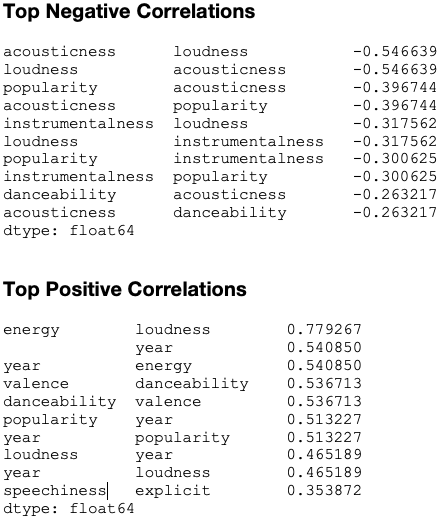 Top Negative Correlations
acousticness loudness -0.546639
loudness acousticness -0.546639
popularity acousticness -0.396744
acousticness popularity -0.396744
instrumentalness loudness -0.317562
loudness instrumentalness -0.317562
popularity instrumentalness -0.300625
instrumentalness popularity -0.300625
danceability acousticness -0.263217
acousticness danceability -0.263217
dtype: float64
Top Positive Correlations
energy loudness 0.779267
year 0.540850
year energy 0.540850
valence danceability 0.536713
danceability valence 0.536713
popularity year 0.513227
year popularity 0.513227
loudness year 0.465189
year loudness 0.465189
speechiness explicit 0.353872
dtype: float64